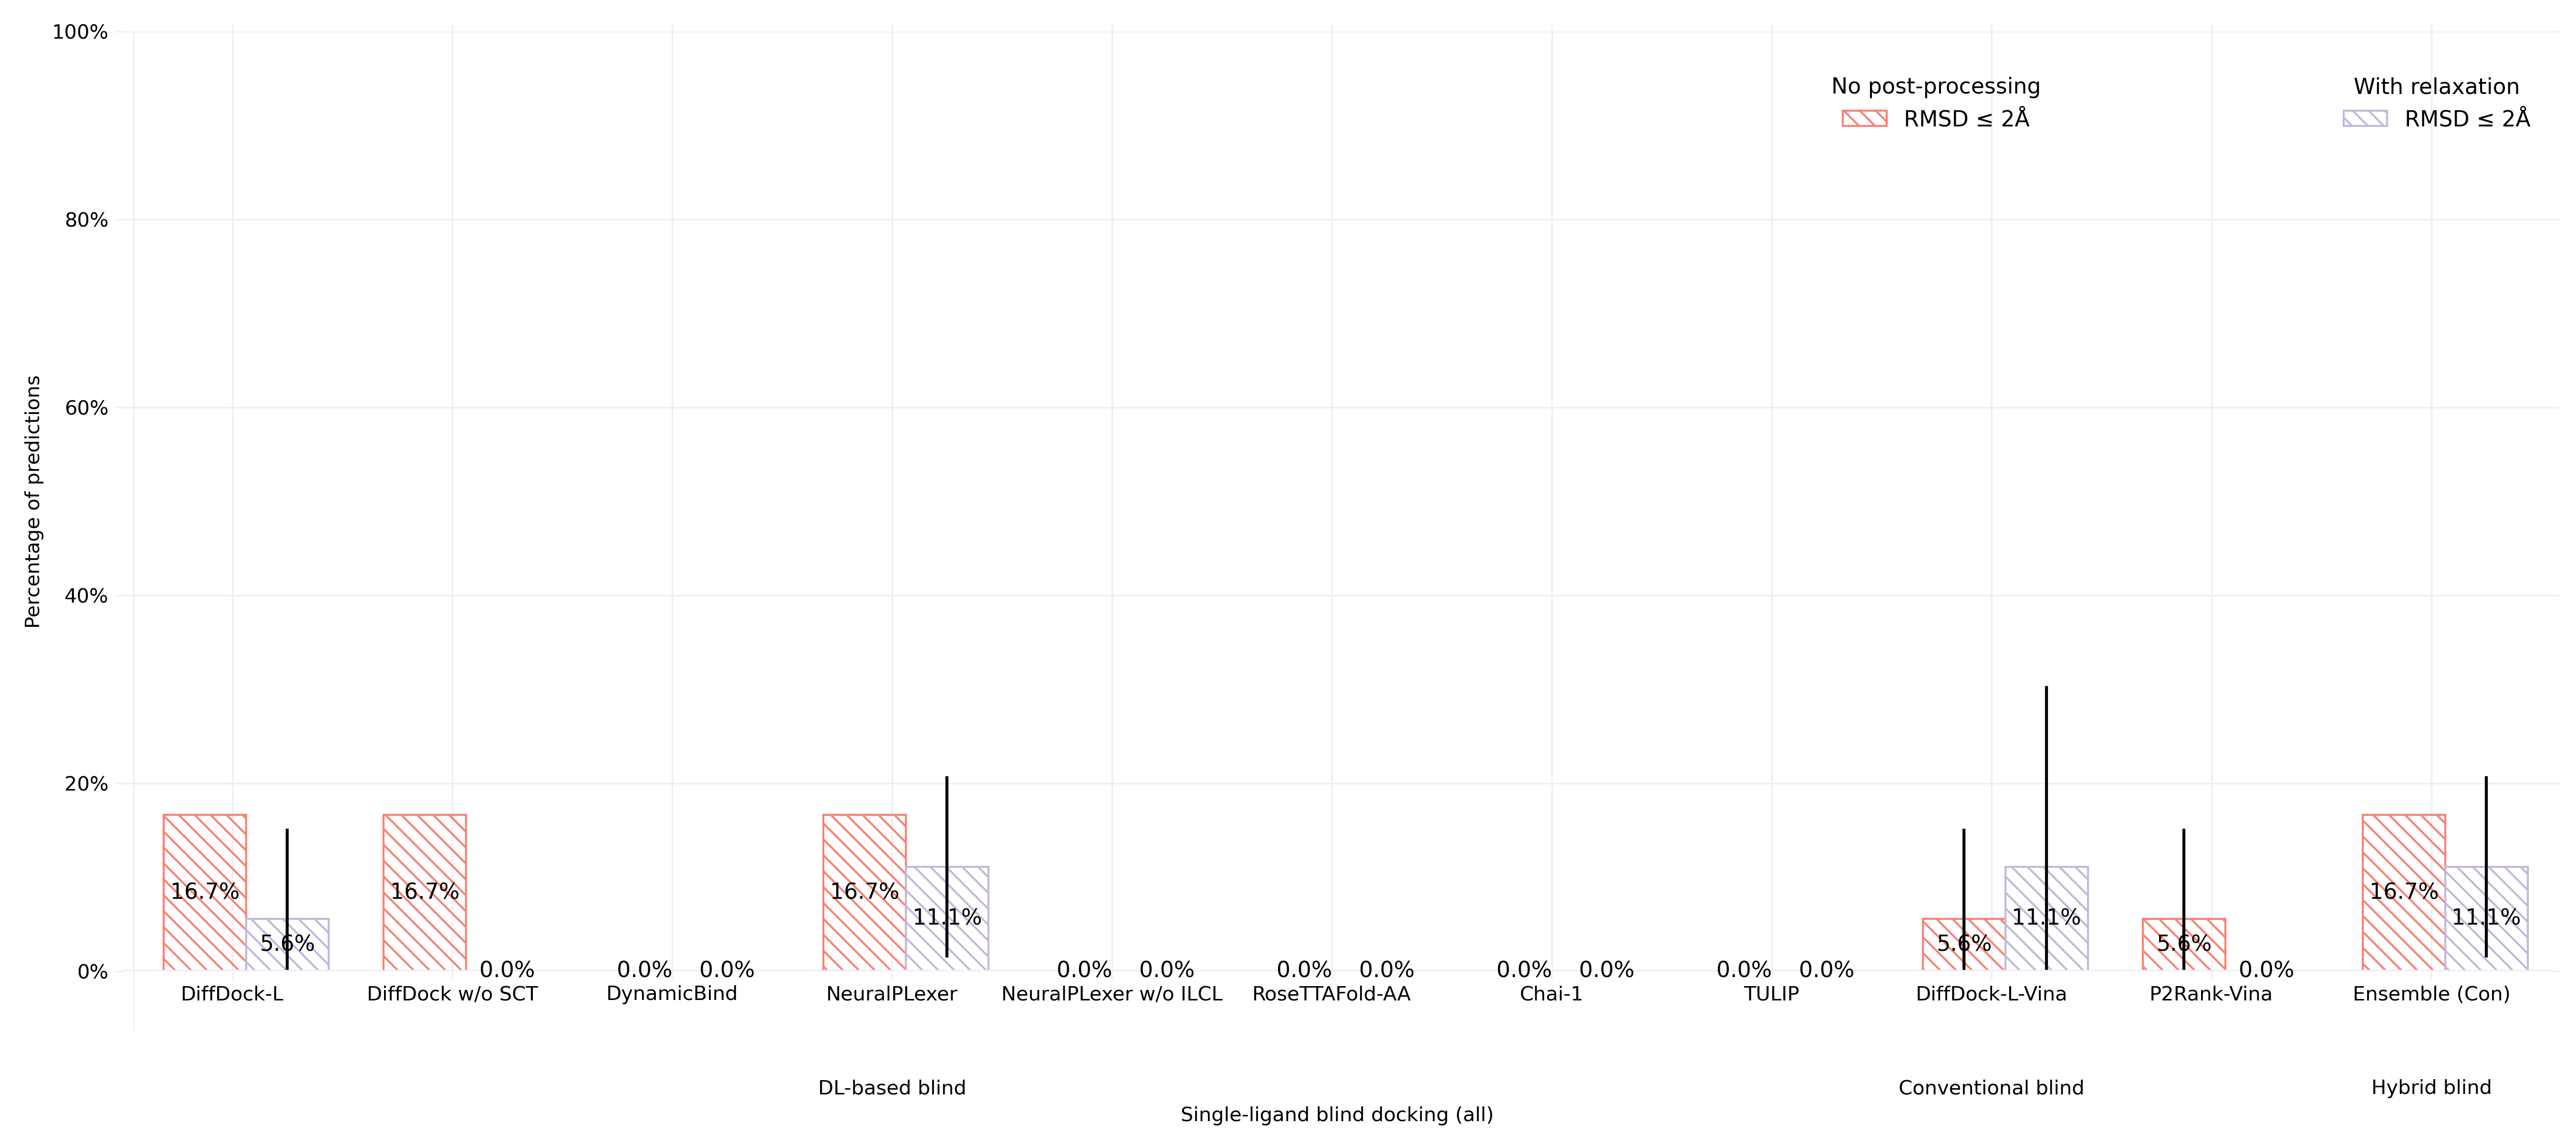 100%
80%
60%
40%
20%
0%
Percentage of predictions
No post-processing
RMSD ≤ 2Å
With relaxation
RMSD ≤ 2Å
16.7%
5.6%
16.7%
0.0%
0.0%
0.0%
16.7%
11.1%
0.0%
0.0%
0.0%
0.0%
0.0%
0.0%
0.0%
0.0%
5.6%
11.1%
5.6%
0.0%
16.7%
11.1%
DiffDock-L
DiffDock w/o SCT
DynamicBind
NeuralPLexer
NeuralPLexer w/o ILCL
RoseTTAFold-AA
Chai-1
TULIP
DiffDock-L-Vina
P2Rank-Vina
Ensemble (Con)
DL-based blind
Conventional blind
Hybrid blind
Single-ligand blind docking (all)